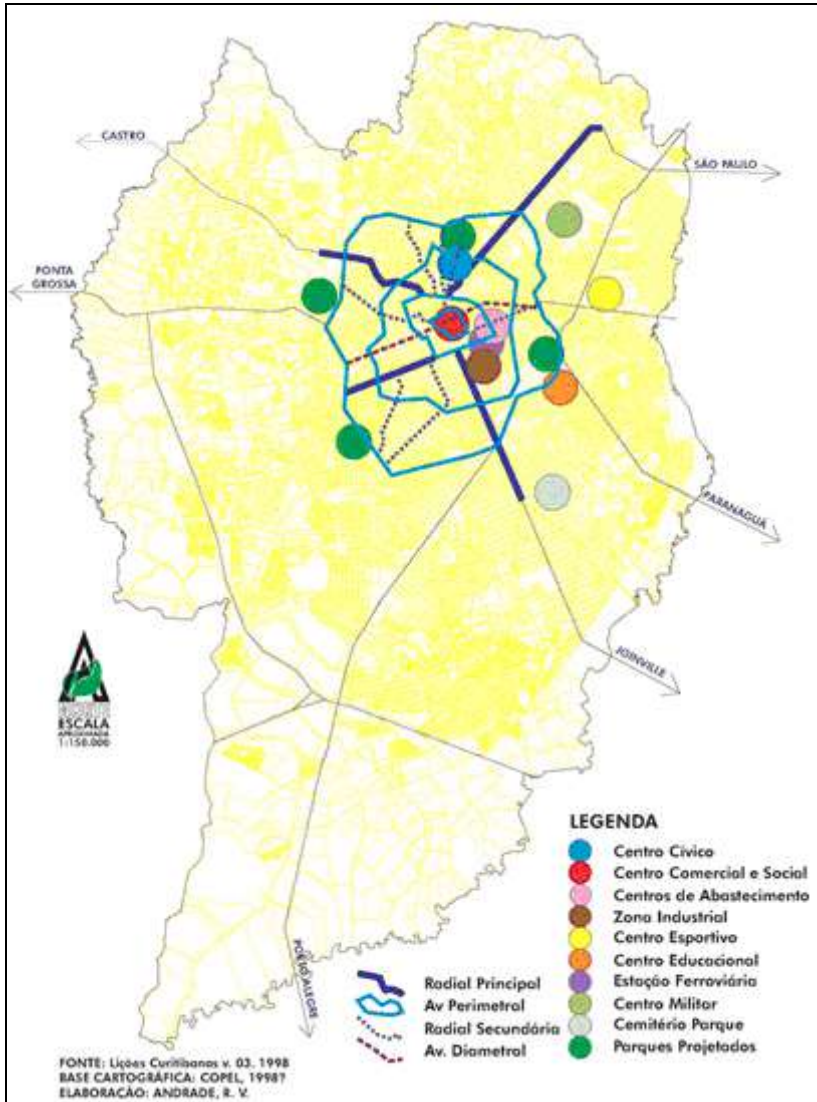 CASTRO
SÃO PAULO
PONTA
GROSSA
PARANAGUÁ
JOINVILLE
PORTO ALEGRE
ESCALA
APROXIMADA
1:150.000
LEGENDA
Centro Cívico
Centro Comercial e Social
Centros de Abastecimento
Zona Industrial
Centro Esportivo
Centro Educacional
Estação Ferroviária
Centro Militar
Cemitério Parque
Parques Projetados
Radial Principal
Av Perimetral
Radial Secundária
Av. Diametral
FONTE: Lições Curitibanas v. 03. 1998
BASE CARTOGRÁFICA: COPEL, 1998?
ELABORAÇÃO: ANDRADE, R. V.